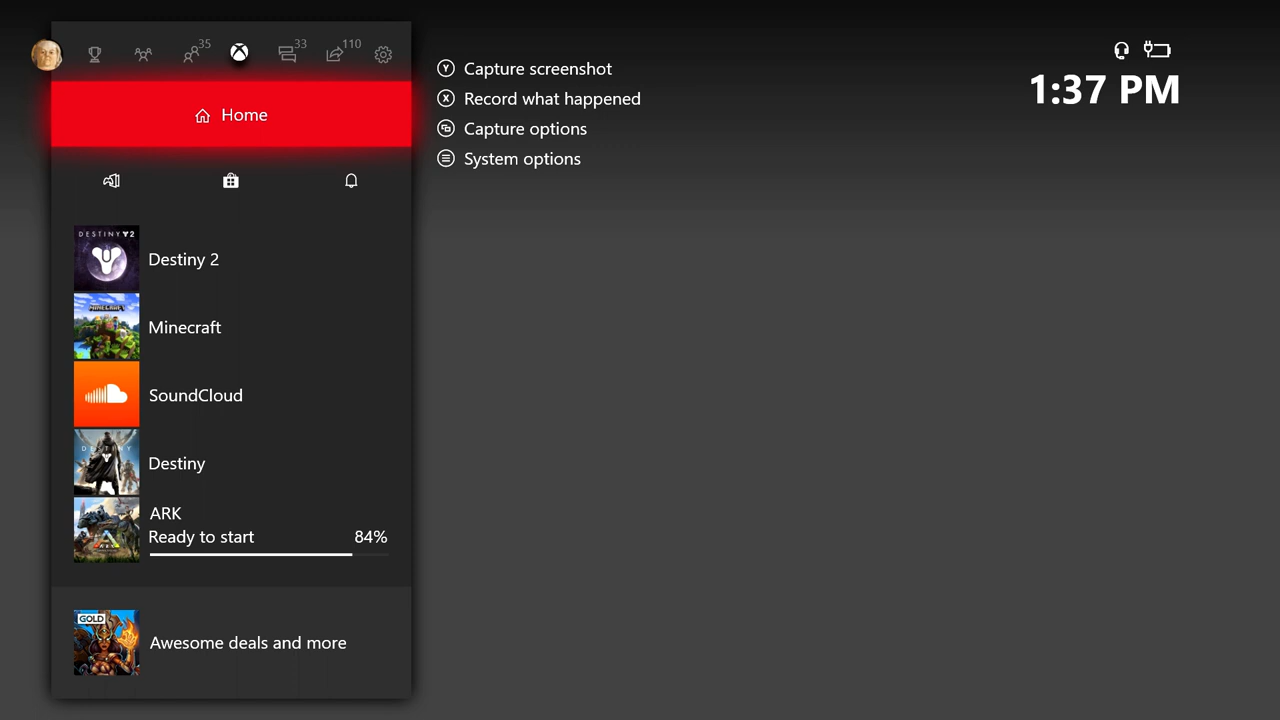 35
33
110
Home
Y Capture screenshot
X Record what happened
Capture options
System options
1:37 PM
DESTINY 2
Destiny 2
MINECRAFT
Minecraft
SoundCloud
DESTINY
Destiny
ARK
ARK
Ready to start 84%
GOLD
Awesome deals and more